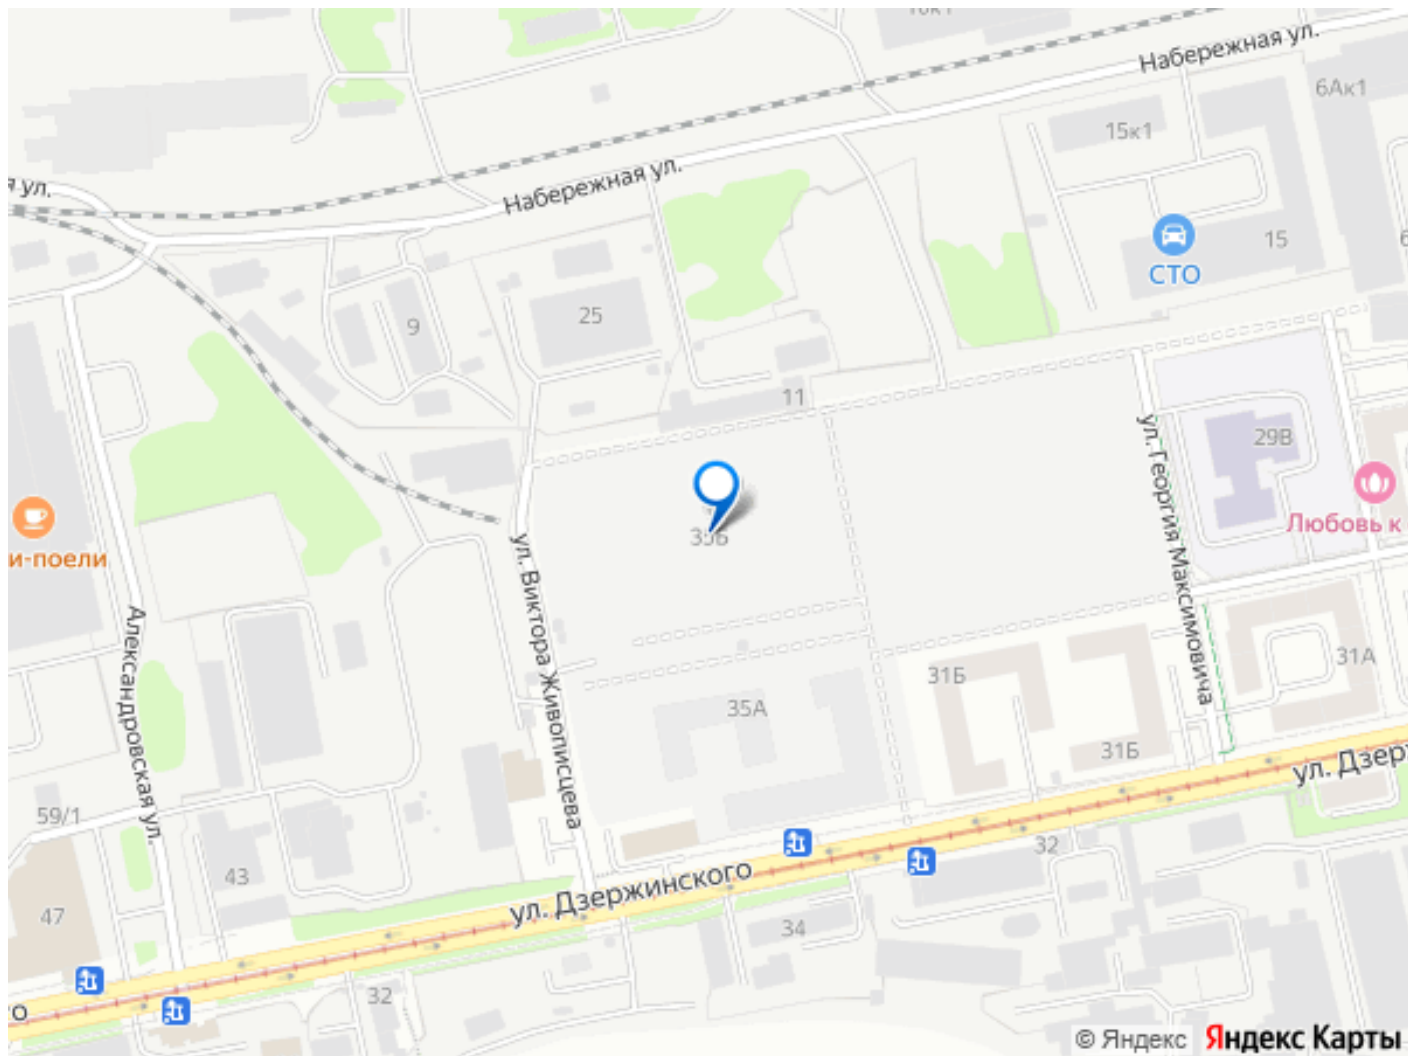 Набережная ул.
6Ак1
15к1
Набережная ул.
я ул.
15
СТО
25
9
11
29В
ул. Георгия Максимовича
Любовь к
35Б
и-поели
ул. Виктора Живописцева
Александровская ул.
31Б
31А
35А
31Б
ул. Дзер
59/1
43
32
ул. Дзержинского
47
34
32
го
© Яндекс
Яндекс Карты